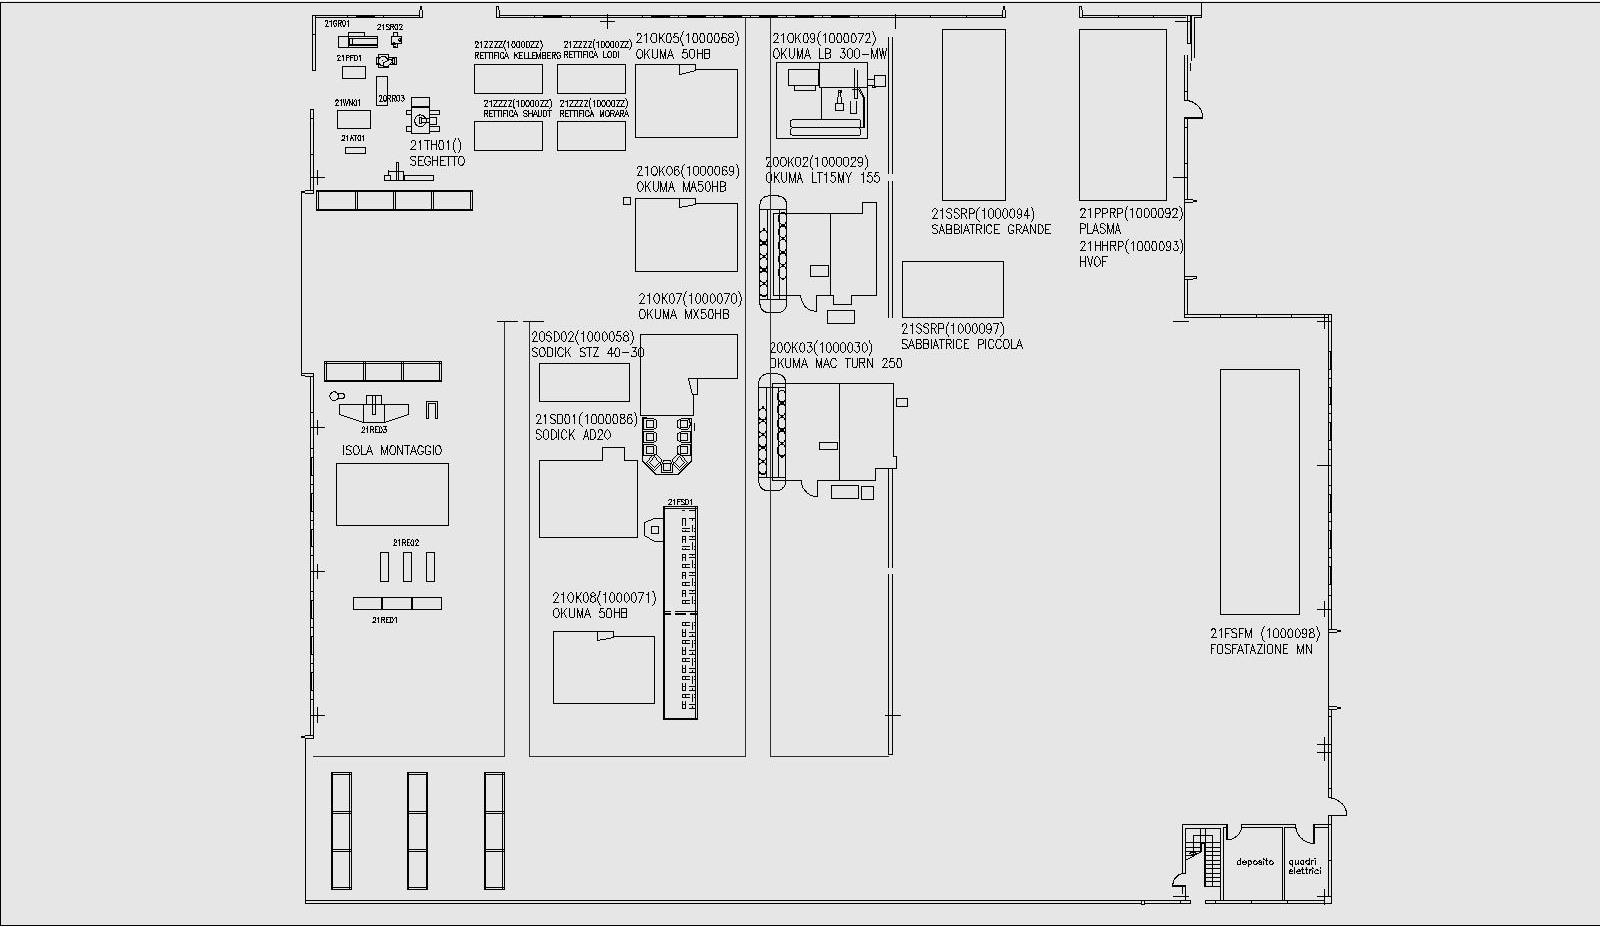 21GR01
21SR02
21PFD1
20RR03
21WN01
21AT01
21TH01()
SEGHETTO
21ZZZZ(1000ZZ)
RETTIFICA KELLEMBERG
21ZZZZ(1000ZZ)
RETTIFICA LODI
21ZZZZ(1000ZZ)
RETTIFICA SHAUDT
21ZZZZ(1000ZZ)
RETTIFICA MORARA
21OK05(1000068)
OKUMA 50HB
21OK09(1000072)
OKUMA LB 300-MW
21OK06(1000069)
OKUMA MA50HB
20OK02(1000029)
OKUMA LT15MY 155
21SSRP(1000094)
SABBIATRICE GRANDE
21PPRP(1000092)
PLASMA
21HHRP(1000093)
HVOF
21OK07(1000070)
OKUMA MX50HB
21SSRP(1000097)
SABBIATRICE PICCOLA
20SD02(1000058)
SODICK STZ 40-30
20OK03(1000030)
OKUMA MAC TURN 250
21SD01(1000086)
SODICK AD20
21RED3
ISOLA MONTAGGIO
21FSD1
21RE02
21RED1
21OK08(1000071)
OKUMA 50HB
21FSFM (1000098)
FOSFATAZIONE MN
deposito
quadri
elettrici